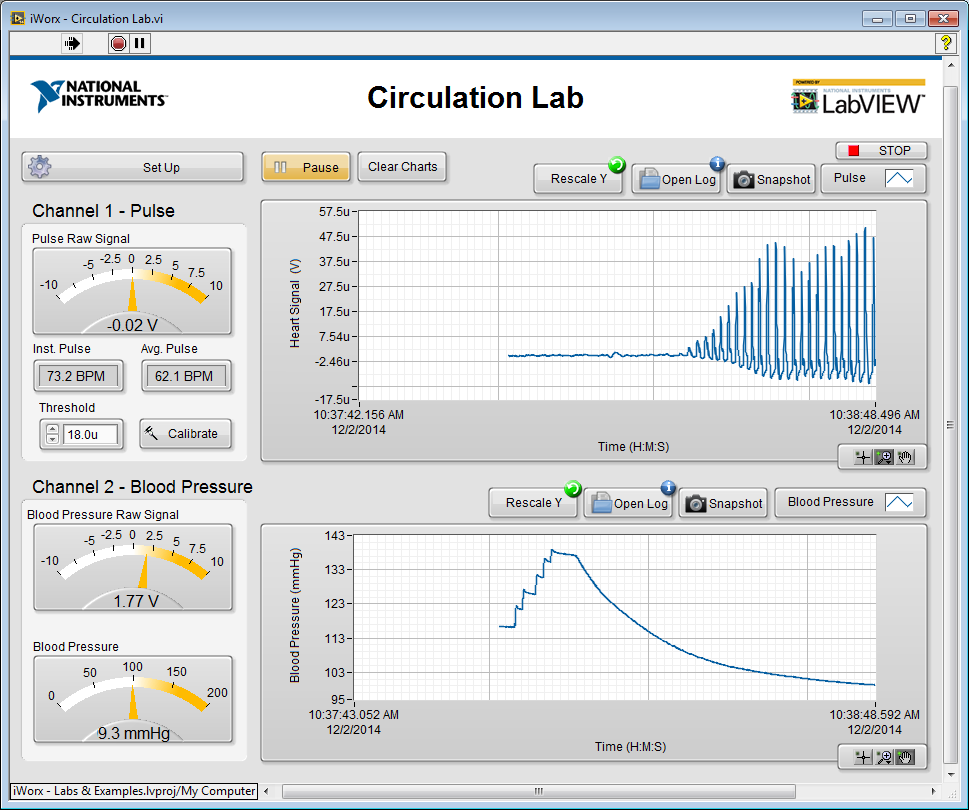 iWorx - Circulation Lab.vi
NATIONAL INSTRUMENTS™
Circulation Lab
POWERED BY
NATIONAL INSTRUMENTS
LabVIEW™
Set Up
Pause
Clear Charts
STOP
Rescale Y
Open Log
Snapshot
Pulse
Channel 1 - Pulse
Pulse Raw Signal
-10 -5 -2.5 0 2.5 5 7.5 10
-0.02 V
Inst. Pulse
Avg. Pulse
73.2 BPM
62.1 BPM
Threshold
18.0u
Calibrate
Heart Signal (V)
57.5u
47.5u
37.5u
27.5u
17.5u
7.54u
-2.46u
-17.5u
10:37:42.156 AM
12/2/2014
10:38:48.496 AM
12/2/2014
Time (H:M:S)
Channel 2 - Blood Pressure
Rescale Y
Open Log
Snapshot
Blood Pressure
Blood Pressure Raw Signal
-10 -5 -2.5 0 2.5 5 7.5 10
1.77 V
Blood Pressure
0 50 100 150 200
9.3 mmHg
Blood Pressure (mmHg)
143
133
123
113
103
95
10:37:43.052 AM
12/2/2014
10:38:48.592 AM
12/2/2014
Time (H:M:S)
iWorx - Labs & Examples.lvproj/My Computer